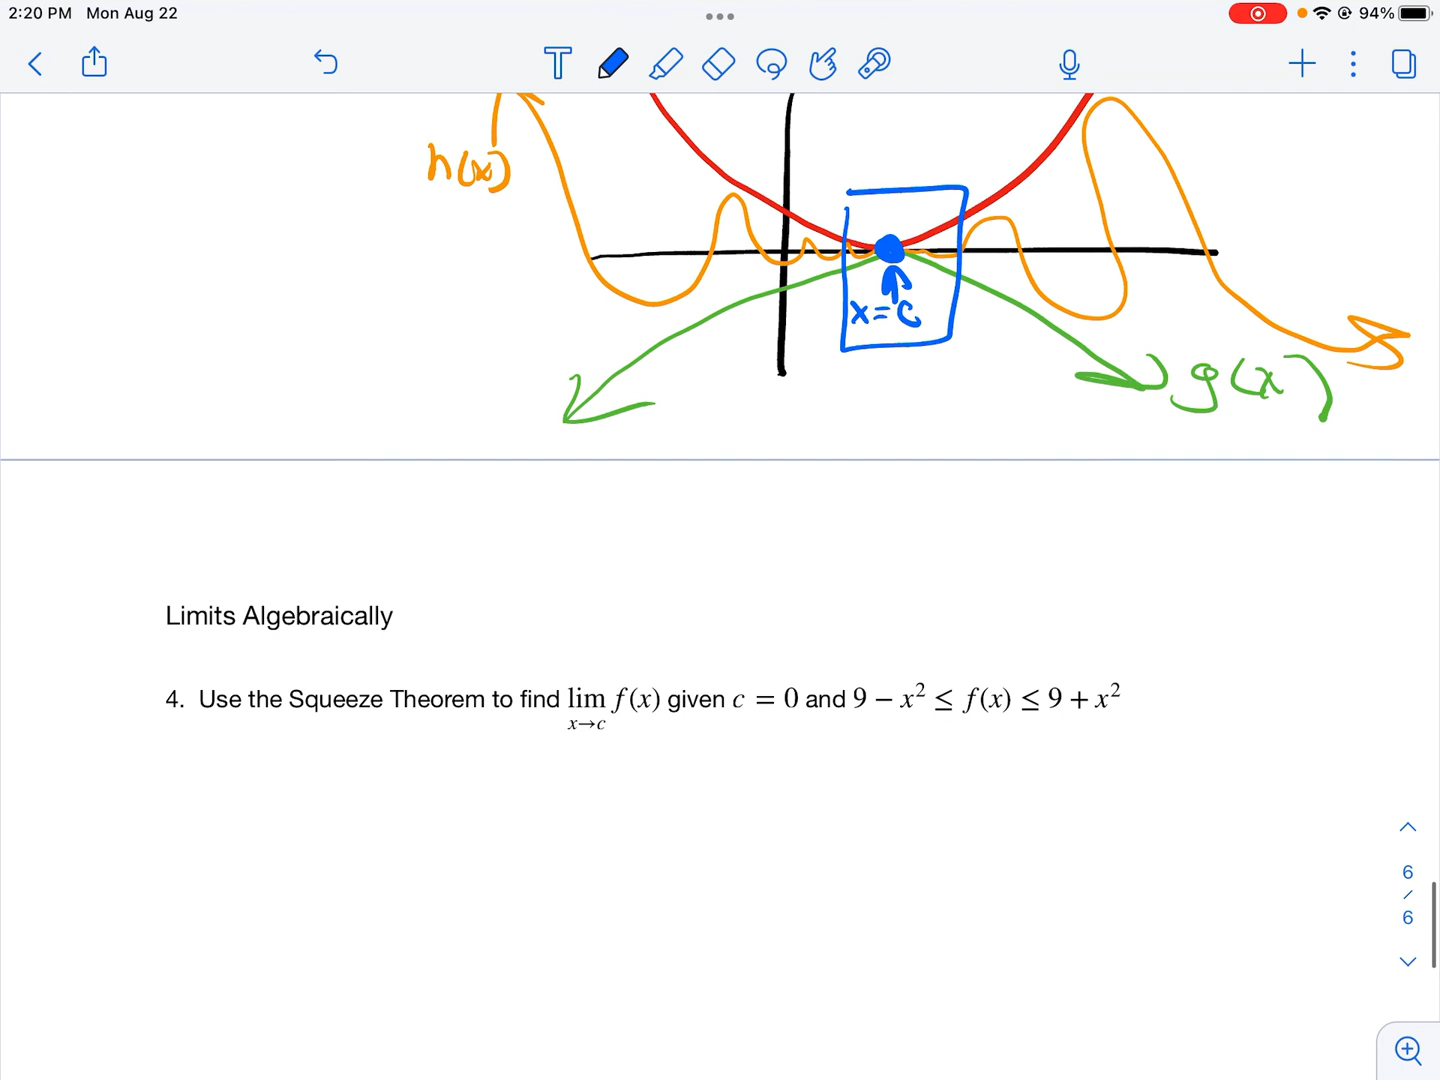 2:20 PM Mon Aug 22
94%
h(x)
x=c
g(x)
Limits Algebraically
4. Use the Squeeze Theorem to find lim f(x) given c = 0 and 9 − x² ≤ f(x) ≤ 9 + x²
x→c
6
/
6